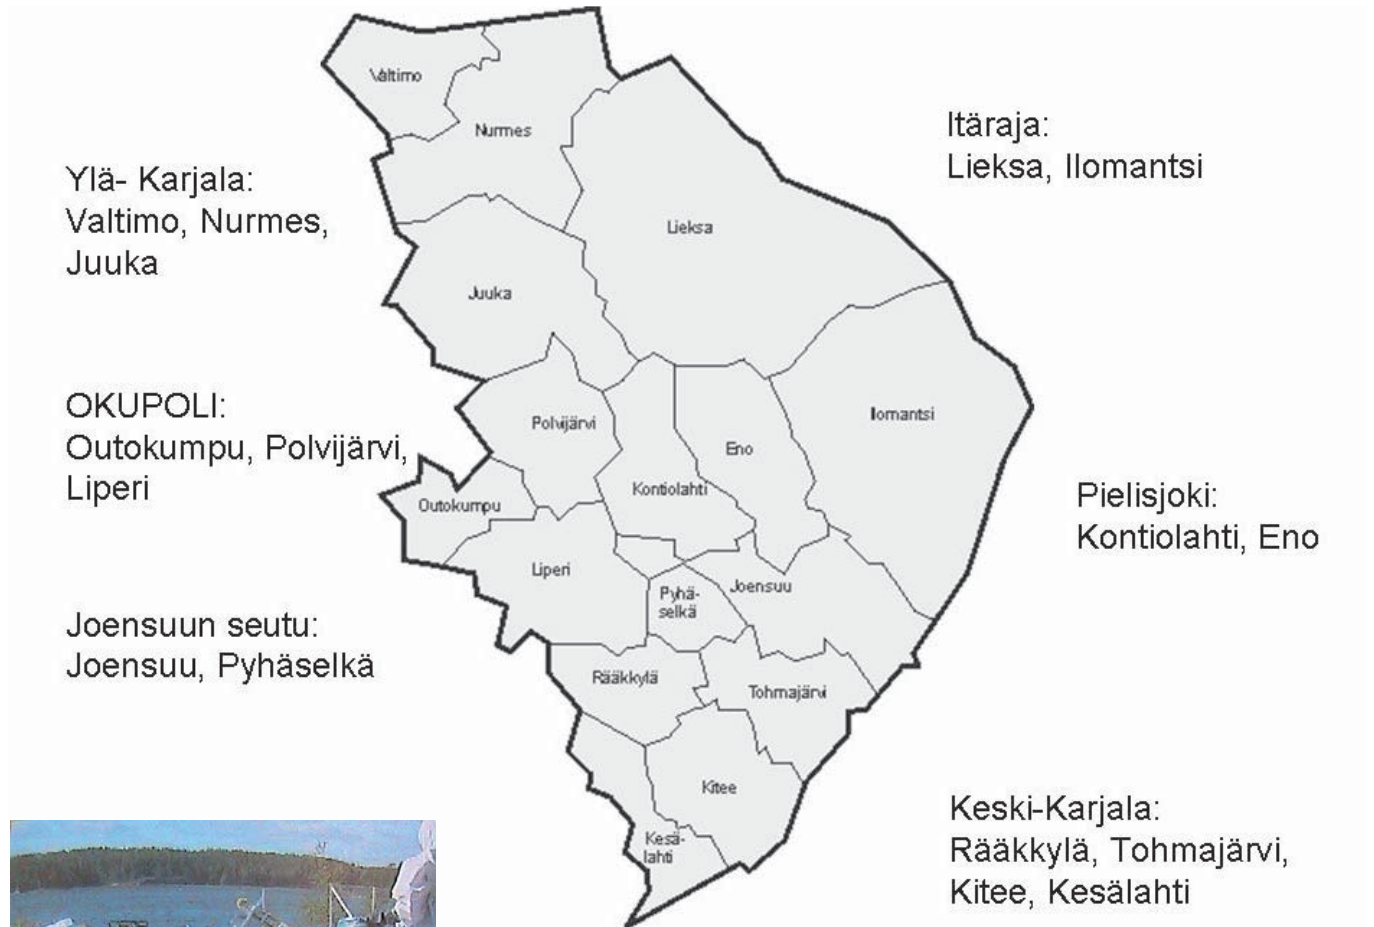 Valtimo
Nurmes
Itäraja:
Lieksa, Ilomantsi
Ylä- Karjala:
Valtimo, Nurmes,
Juuka
Lieksa
Juuka
OKUPOLI:
Outokumpu, Polvijärvi,
Liperi
Polvijärvi
Ilomantsi
Eno
Kontiolahti
Outokumpu
Pielisjoki:
Kontiolahti, Eno
Liperi
Pyhä-
selkä
Joensuu
Joensuun seutu:
Joensuu, Pyhäselkä
Rääkkylä
Tohmajärvi
Kitee
Kesä-
lahti
Keski-Karjala:
Rääkkylä, Tohmajärvi,
Kitee, Kesälahti